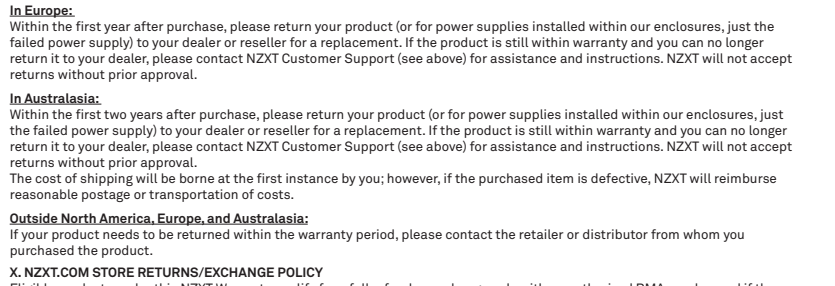 In Europe:
Within the first year after purchase, please return your product (or for power supplies installed within our enclosures, just the
failed power supply) to your dealer or reseller for a replacement. If the product is still within warranty and you can no longer
return it to your dealer, please contact NZXT Customer Support (see above) for assistance and instructions. NZXT will not accept
returns without prior approval.
In Australasia:
Within the first two years after purchase, please return your product (or for power supplies installed within our enclosures, just
the failed power supply) to your dealer or reseller for a replacement. If the product is still within warranty and you can no longer
return it to your dealer, please contact NZXT Customer Support (see above) for assistance and instructions. NZXT will not accept
returns without prior approval.
The cost of shipping will be borne at the first instance by you; however, if the purchased item is defective, NZXT will reimburse
reasonable postage or transportation of costs.
Outside North America, Europe, and Australasia:
If your product needs to be returned within the warranty period, please contact the retailer or distributor from whom you
purchased the product.
X. NZXT.COM STORE RETURNS/EXCHANGE POLICY